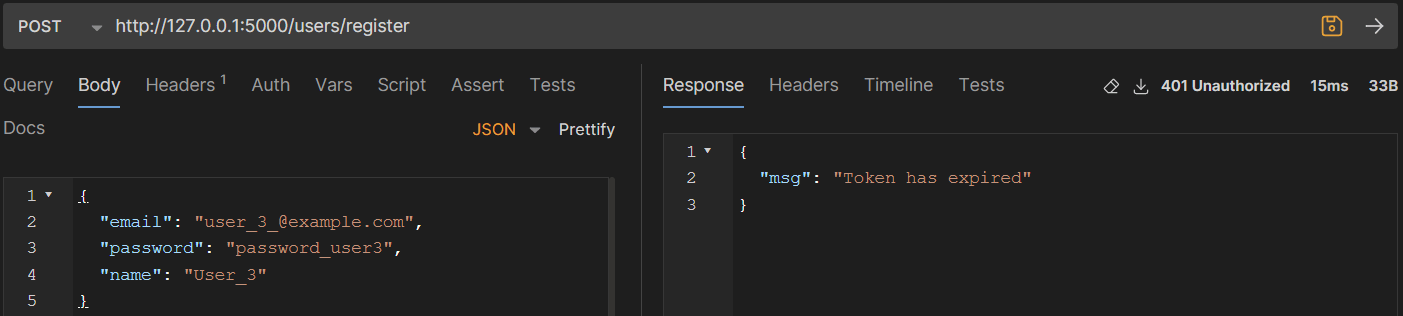 POST http://127.0.0.1:5000/users/register
Query Body Headers 1 Auth Vars Script Assert Tests
Docs JSON Prettify
1 {
2 "email": "user_3_@example.com",
3 "password": "password_user3",
4 "name": "User_3"
5 }
Response Headers Timeline Tests 401 Unauthorized 15ms 33B
1 {
2 "msg": "Token has expired"
3 }